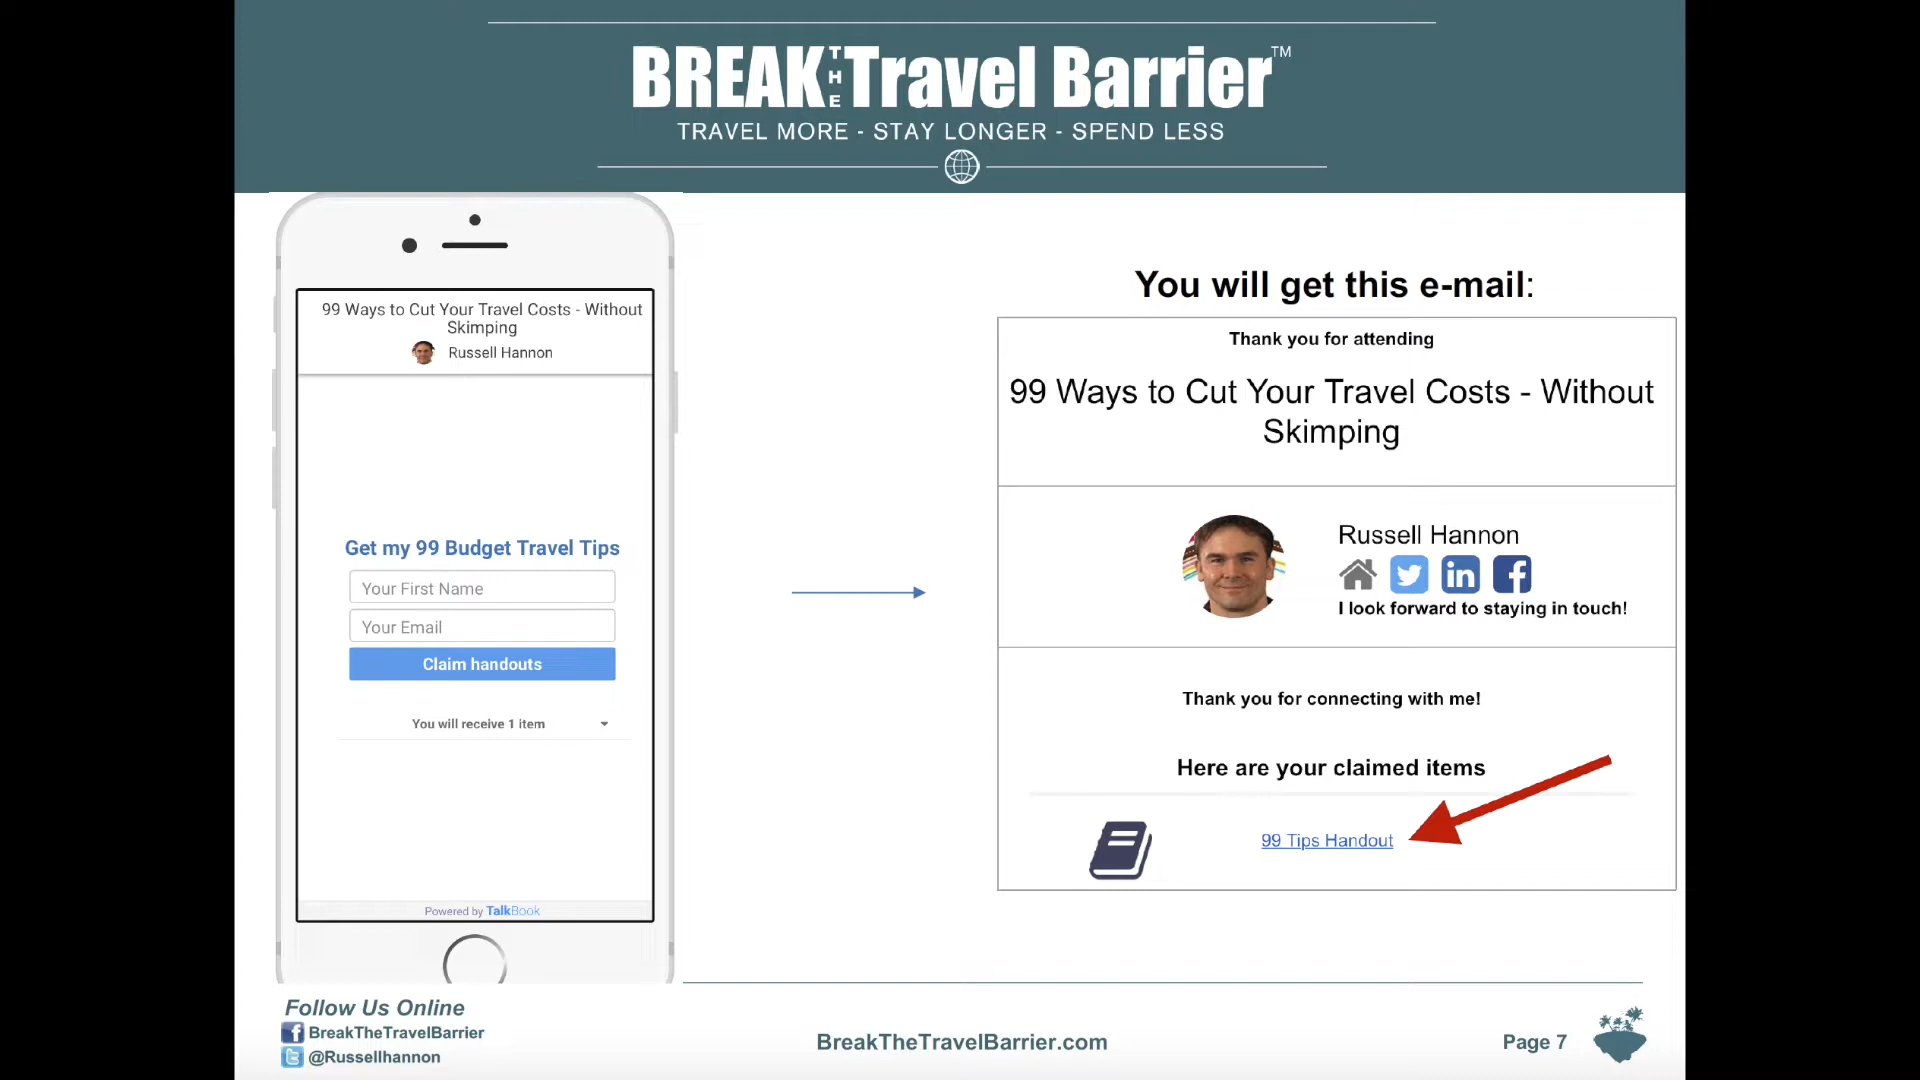 BREAK THE Travel Barrier™
TRAVEL MORE - STAY LONGER - SPEND LESS
99 Ways to Cut Your Travel Costs - Without
Skimping
Russell Hannon
Get my 99 Budget Travel Tips
Your First Name
Your Email
Claim handouts
You will receive 1 item
Powered by TalkBook
You will get this e-mail:
Thank you for attending
99 Ways to Cut Your Travel Costs - Without
Skimping
Russell Hannon
I look forward to staying in touch!
Thank you for connecting with me!
Here are your claimed items
99 Tips Handout
Follow Us Online
BreakTheTravelBarrier
@Russellhannon
BreakTheTravelBarrier.com
Page 7